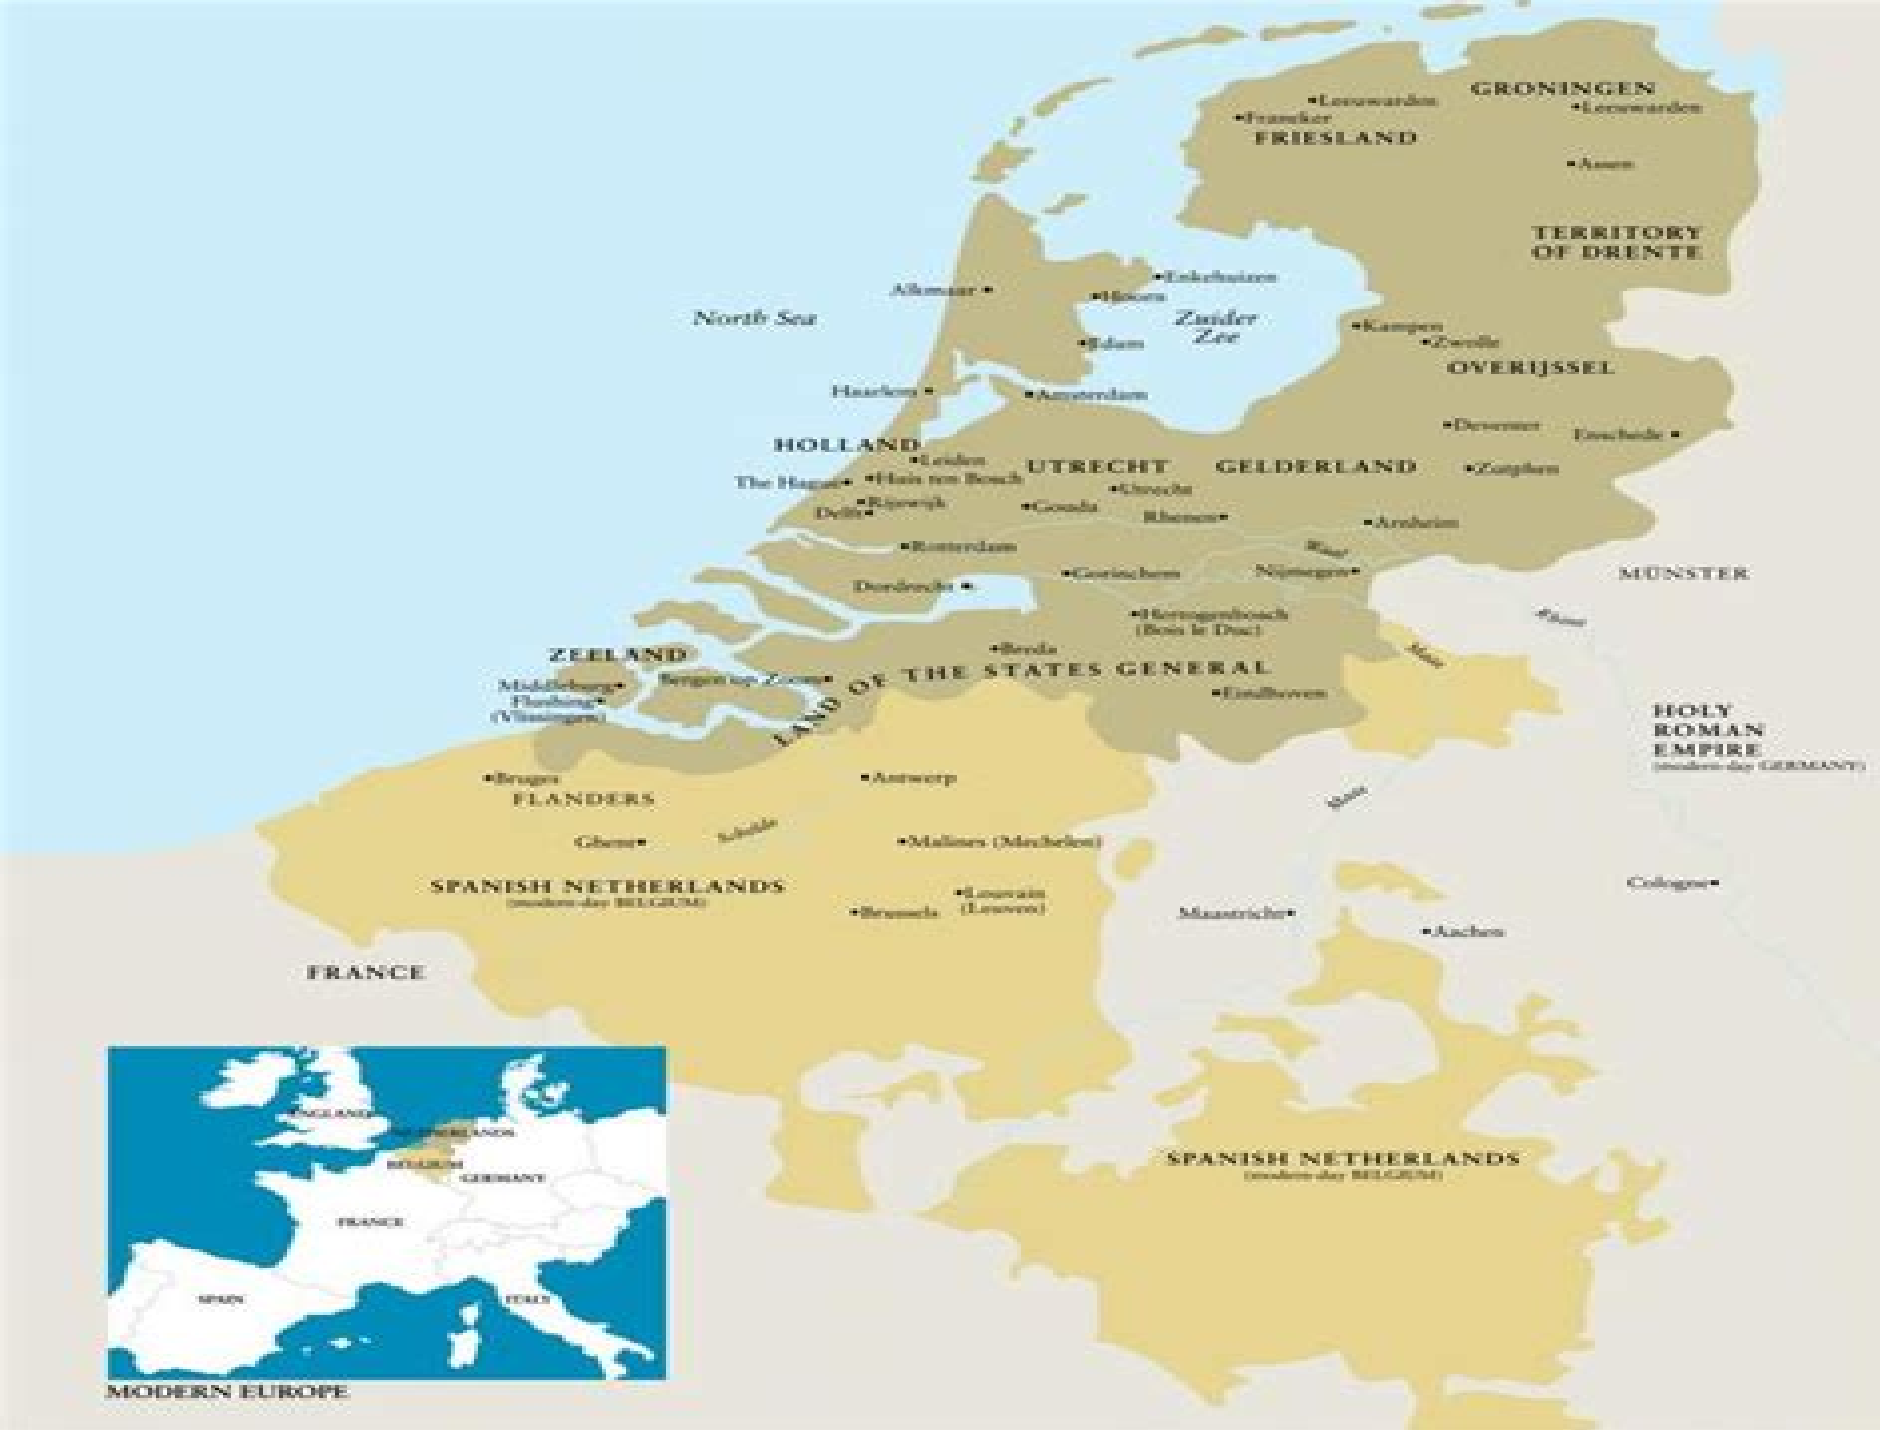 GRONINGEN
Leeuwarden
Leeuwarden
Franeker
FRIESLAND
Assen
TERRITORY
OF DRENTE
Enkehuizen
Alkmaar
Hoorn
North Sea
Zuider
Zee
Kampen
Zwolle
Edam
OVERIJSSEL
Haarlem
Amsterdam
Deventer
Enschede
HOLLAND
Leiden
UTRECHT
GELDERLAND
Zutphen
The Hague
Huis ten Bosch
Utrecht
Rijswijk
Delft
Gouda
Rhenen
Arnheim
Rotterdam
Waal
Gorinchem
Nijmegen
MÜNSTER
Dordrecht
Hertogenbosch
(Bois le Duc)
Rhine
ZEELAND
Breda
Maas
LAND OF THE STATES GENERAL
Middleburg
Bergen op Zoom
Flushing
(Vlissingen)
Eindhoven
HOLY
ROMAN
EMPIRE
(modern-day GERMANY)
Bruges
Antwerp
FLANDERS
Maas
Schelde
Ghent
Malines (Mechelen)
SPANISH NETHERLANDS
(modern-day BELGIUM)
Louvain
(Leuven)
Brussels
Maastricht
Cologne
Aachen
FRANCE
ENGLAND
NETHERLANDS
BELGIUM
GERMANY
FRANCE
SPAIN
ITALY
MODERN EUROPE
SPANISH NETHERLANDS
(modern-day BELGIUM)